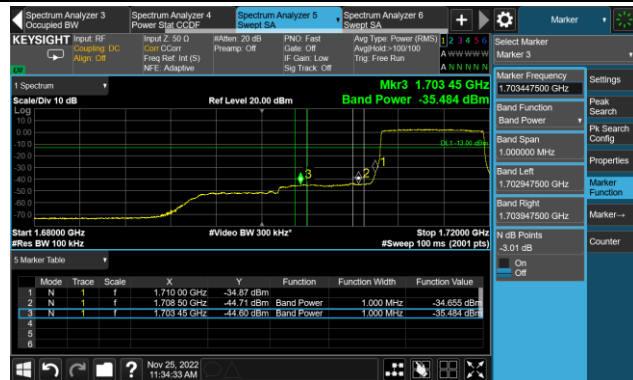 Spectrum Analyzer 3
Occupied BW
Spectrum Analyzer 4
Power Stat CCDF
Spectrum Analyzer 5
Swept SA
Spectrum Analyzer 6
Swept SA
Marker
KEYSIGHT
Input: RF
Coupling: DC
Align: Off
Input Z: 50 Ω
Corr CCorr
Freq Ref: Int (S)
NFE: Adaptive
#Atten: 20 dB
Preamp: Off
PNO: Fast
Gate: Off
IF Gain: Low
Sig Track: Off
Avg Type: Power (RMS)
Avg|Hold:>100/100
Trig: Free Run
1 2 3 4 5 6
A W W W W W
A N N N N N
LXI
1 Spectrum
Scale/Div 10 dB
Log
Ref Level 20.00 dBm
Mkr3 1.703 45 GHz
Band Power -35.484 dBm
10.0
0.00
-10.0
-20.0
-30.0
-40.0
-50.0
-60.0
-70.0
DL1 -13.00 dBm
1
2
3
Start 1.68000 GHz
#Res BW 100 kHz
#Video BW 300 kHz*
Stop 1.72000 GHz
#Sweep 100 ms (2001 pts)
5 Marker Table
Mode Trace Scale X Y Function Function Width Function Value
1 N 1 f 1.710 00 GHz -34.87 dBm
2 N 1 f 1.708 50 GHz -44.71 dBm Band Power 1.000 MHz -34.655 dBm
3 N 1 f 1.703 45 GHz -44.60 dBm Band Power 1.000 MHz -35.484 dBm
4
5
6
Select Marker
Marker 3
Marker Frequency
1.703447500 GHz
Band Function
Band Power
Band Span
1.000000 MHz
Band Left
1.702947500 GHz
Band Right
1.703947500 GHz
N dB Points
-3.01 dB
On
Off
Settings
Peak
Search
Pk Search
Config
Properties
Marker
Function
Marker→
Counter
?
Nov 25, 2022
11:34:33 AM